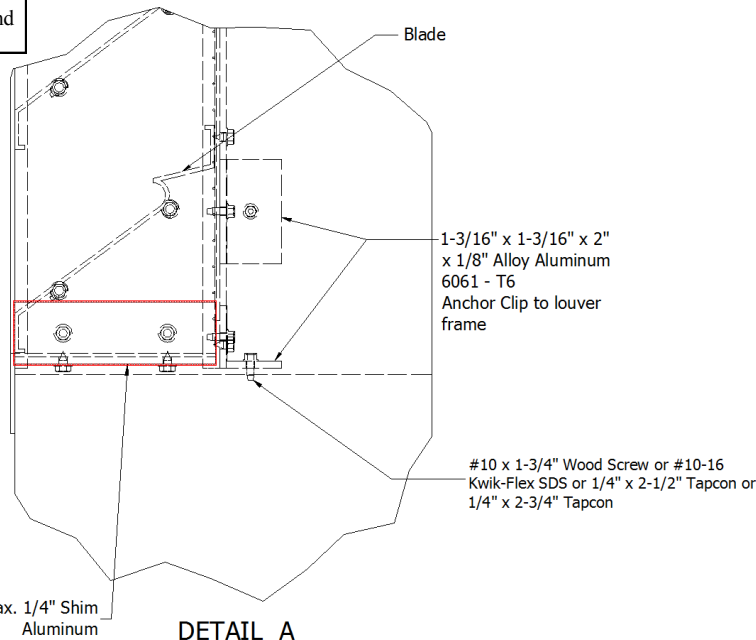 nd
Blade
1-3/16" x 1-3/16" x 2"
x 1/8" Alloy Aluminum
6061 - T6
Anchor Clip to louver
frame
#10 x 1-3/4" Wood Screw or #10-16
Kwik-Flex SDS or 1/4" x 2-1/2" Tapcon or
1/4" x 2-3/4" Tapcon
ax. 1/4" Shim
Aluminum
DETAIL A